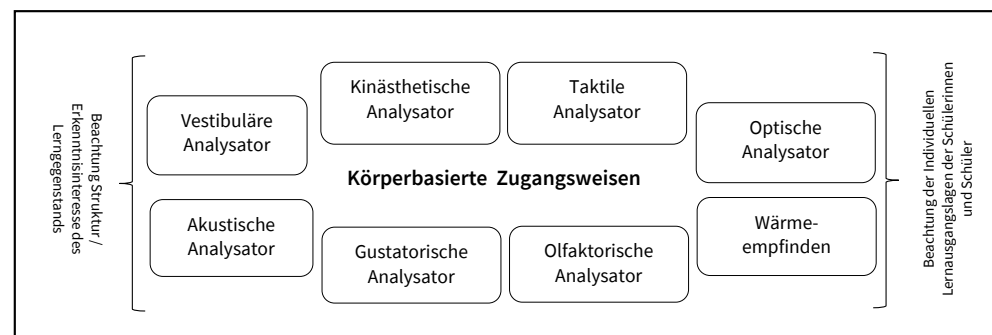 Beachtung Struktur /
Erkenntnisinteresse des
Lerngegenstands
Vestibuläre
Analysator
Kinästhetische
Analysator
Taktile
Analysator
Optische
Analysator
Körperbasierte Zugangsweisen
Akustische
Analysator
Gustatorische
Analysator
Olfaktorische
Analysator
Wärme-
empfinden
Beachtung der Individuellen
Lernausgangslagen der Schülerinnen
und Schüler